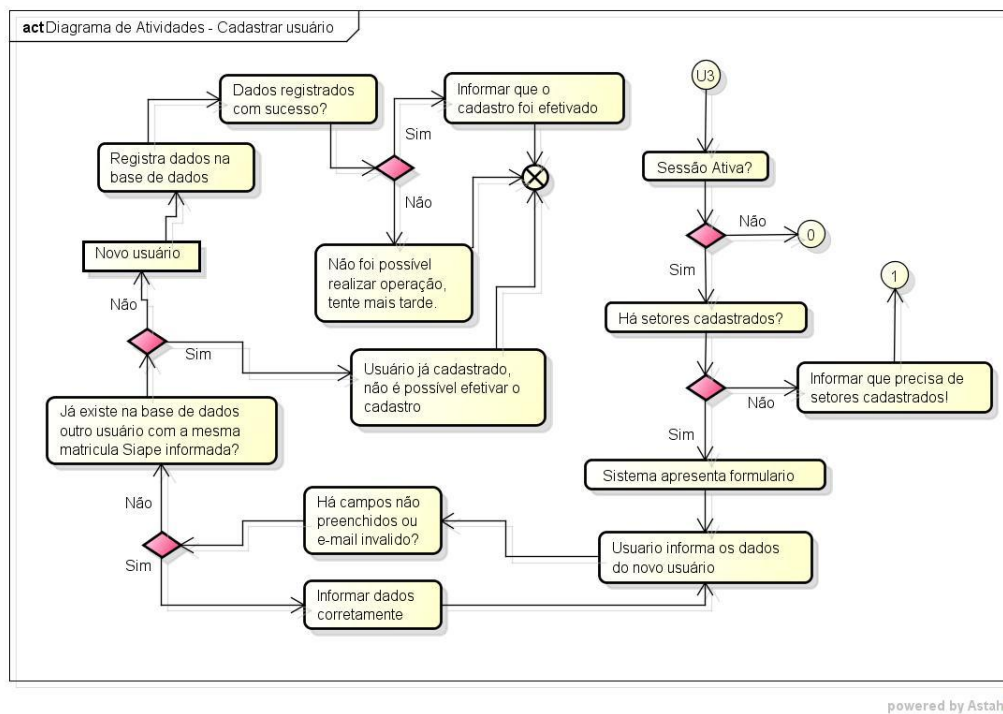 act Diagrama de Atividades - Cadastrar usuário
U3
Sessão Ativa?
Não
0
Sim
Há setores cadastrados?
1
Não
Informar que precisa de
setores cadastrados!
Sim
Sistema apresenta formulario
Usuario informa os dados
do novo usuário
Há campos não
preenchidos ou
e-mail invalido?
Não
Sim
Informar dados
corretamente
Já existe na base de dados
outro usuário com a mesma
matricula Siape informada?
Não
Sim
Usuário já cadastrado,
não é possível efetivar o
cadastro
Novo usuário
Registra dados na
base de dados
Dados registrados
com sucesso?
Sim
Não
Informar que o
cadastro foi efetivado
Não foi possível
realizar operação,
tente mais tarde.
powered by Astah